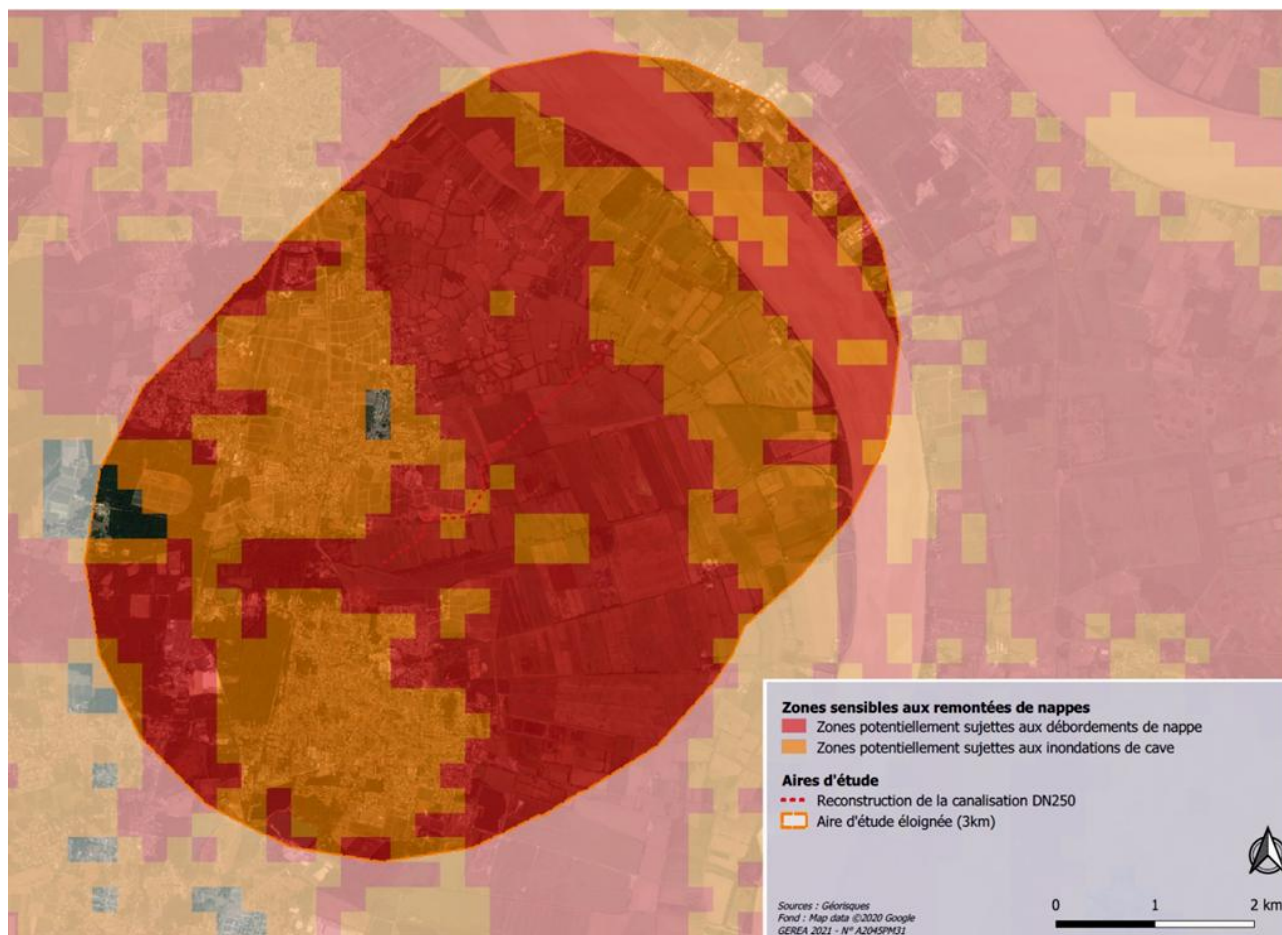 Zones sensibles aux remontées de nappes
Zones potentiellement sujettes aux débordements de nappe
Zones potentiellement sujettes aux inondations de cave
Aires d'étude
Reconstruction de la canalisation DN250
Aire d'étude éloignée (3km)
Sources : Géorisques
Fond : Map data ©2020 Google
GEREA 2021 - N° A2045PM31
0 1 2 km